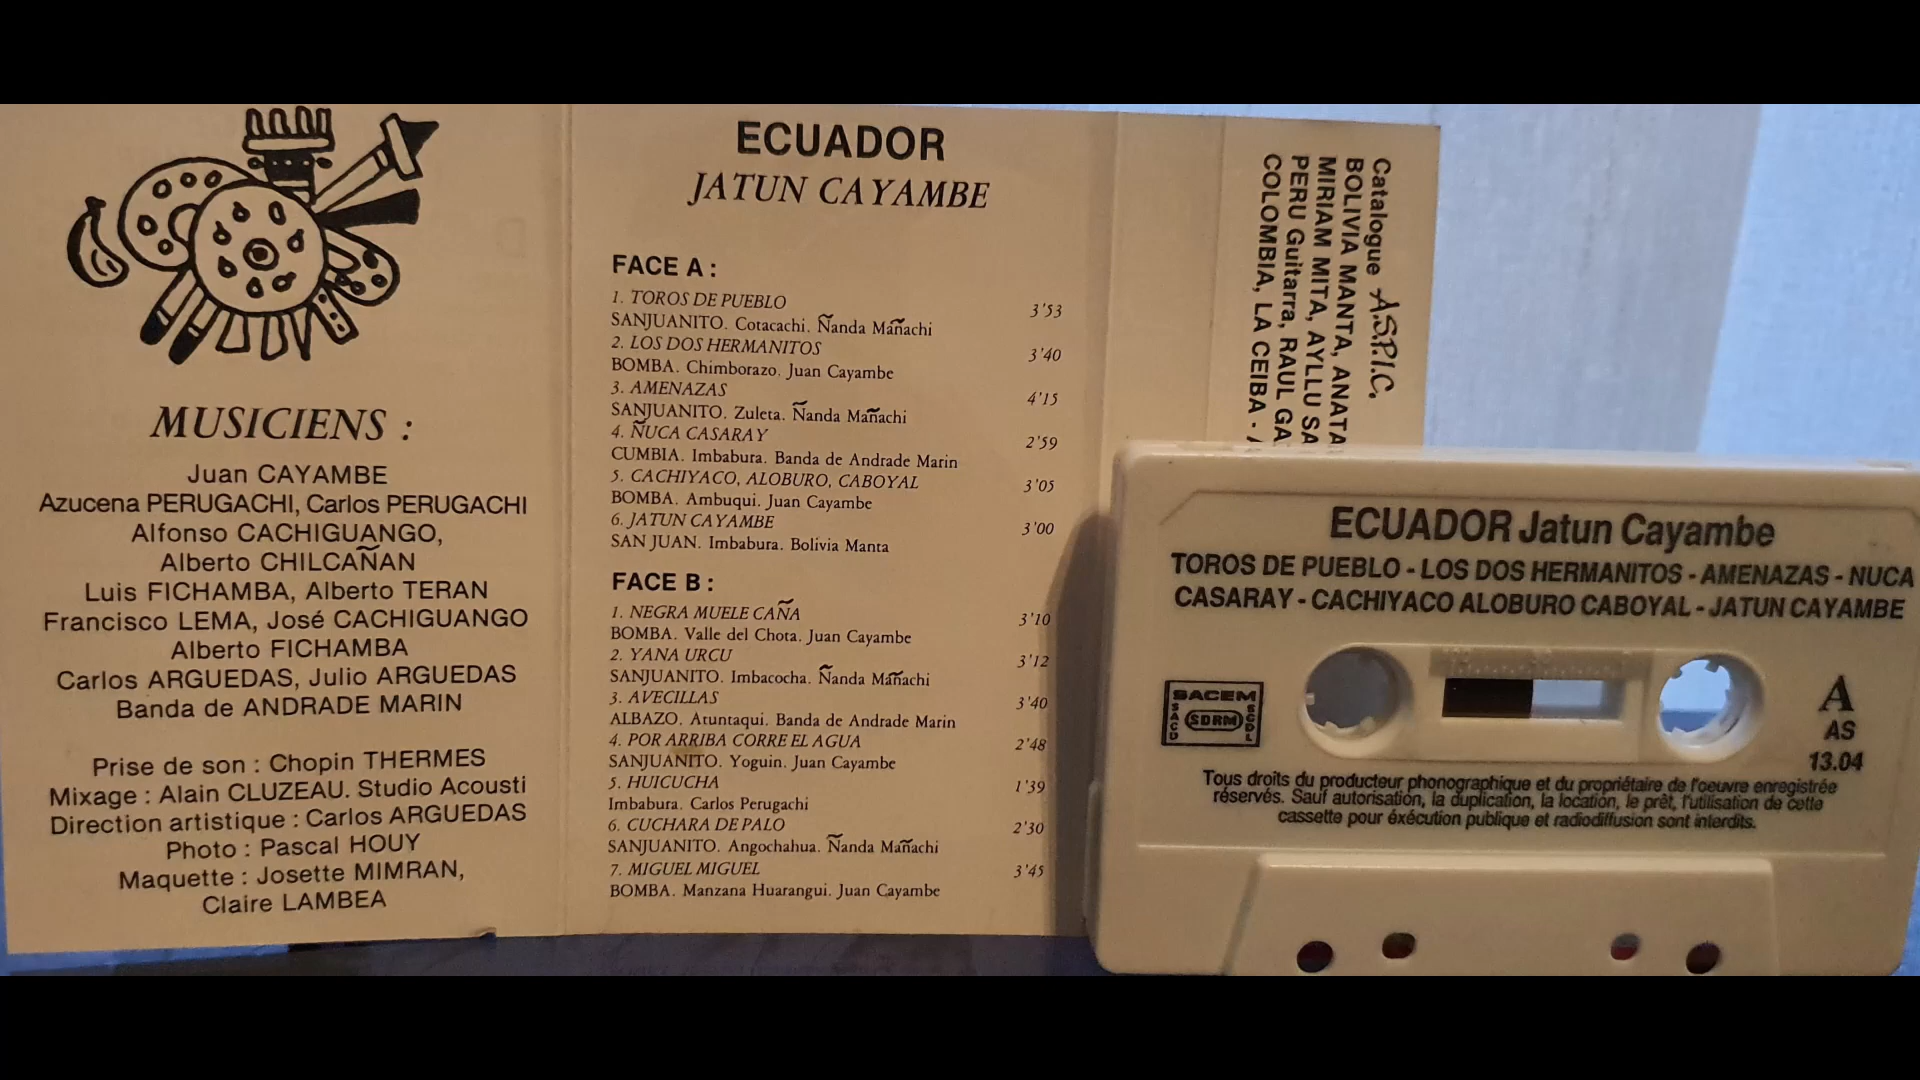 MUSICIENS :
Juan CAYAMBE
Azucena PERUGACHI, Carlos PERUGACHI
Alfonso CACHIGUANGO,
Alberto CHILCAÑAN
Luis FICHAMBA, Alberto TERAN
Francisco LEMA, José CACHIGUANGO
Alberto FICHAMBA
Carlos ARGUEDAS, Julio ARGUEDAS
Banda de ANDRADE MARIN
Prise de son : Chopin THERMES
Mixage : Alain CLUZEAU. Studio Acousti
Direction artistique : Carlos ARGUEDAS
Photo : Pascal HOUY
Maquette : Josette MIMRAN,
Claire LAMBEA
ECUADOR
JATUN CAYAMBE
FACE A :
1. TOROS DE PUEBLO 3'53
SANJUANITO. Cotacachi. Ñanda Mañachi
2. LOS DOS HERMANITOS 3'40
BOMBA. Chimborazo. Juan Cayambe
3. AMENAZAS 4'15
SANJUANITO. Zuleta. Ñanda Mañachi
4. ÑUCA CASARAY 2'59
CUMBIA. Imbabura. Banda de Andrade Marin
5. CACHIYACO, ALOBURO, CABOYAL 3'05
BOMBA. Ambuqui. Juan Cayambe
6. JATUN CAYAMBE 3'00
SAN JUAN. Imbabura. Bolivia Manta
FACE B :
1. NEGRA MUELE CAÑA 3'10
BOMBA. Valle del Chota. Juan Cayambe
2. YANA URCU 3'12
SANJUANITO. Imbacocha. Ñanda Mañachi
3. AVECILLAS 3'40
ALBAZO. Atuntaqui. Banda de Andrade Marin
4. POR ARRIBA CORRE EL AGUA 2'48
SANJUANITO. Yoguin. Juan Cayambe
5. HUICUCHA 1'39
Imbabura. Carlos Perugachi
6. CUCHARA DE PALO 2'30
SANJUANITO. Angochahua. Ñanda Mañachi
7. MIGUEL MIGUEL 3'45
BOMBA. Manzana Huarangui. Juan Cayambe
Catalogue A.S.P.I.C.
BOLIVIA MANTA, ANATA
MIRIAM MITA, AYLLU SA
PERU Guitarra, RAUL GA
COLOMBIA, LA CEIBA - A
ECUADOR Jatun Cayambe
TOROS DE PUEBLO - LOS DOS HERMANITOS - AMENAZAS - NUCA
CASARAY - CACHIYACO ALOBURO CABOYAL - JATUN CAYAMBE
SACEM
SACD
SDRM
SCDL
A
AS
13.04
Tous droits du producteur phonographique et du propriétaire de l'oeuvre enregistrée
réservés. Sauf autorisation, la duplication, la location, le prêt, l'utilisation de cette
cassette pour éxécution publique et radiodiffusion sont interdits.